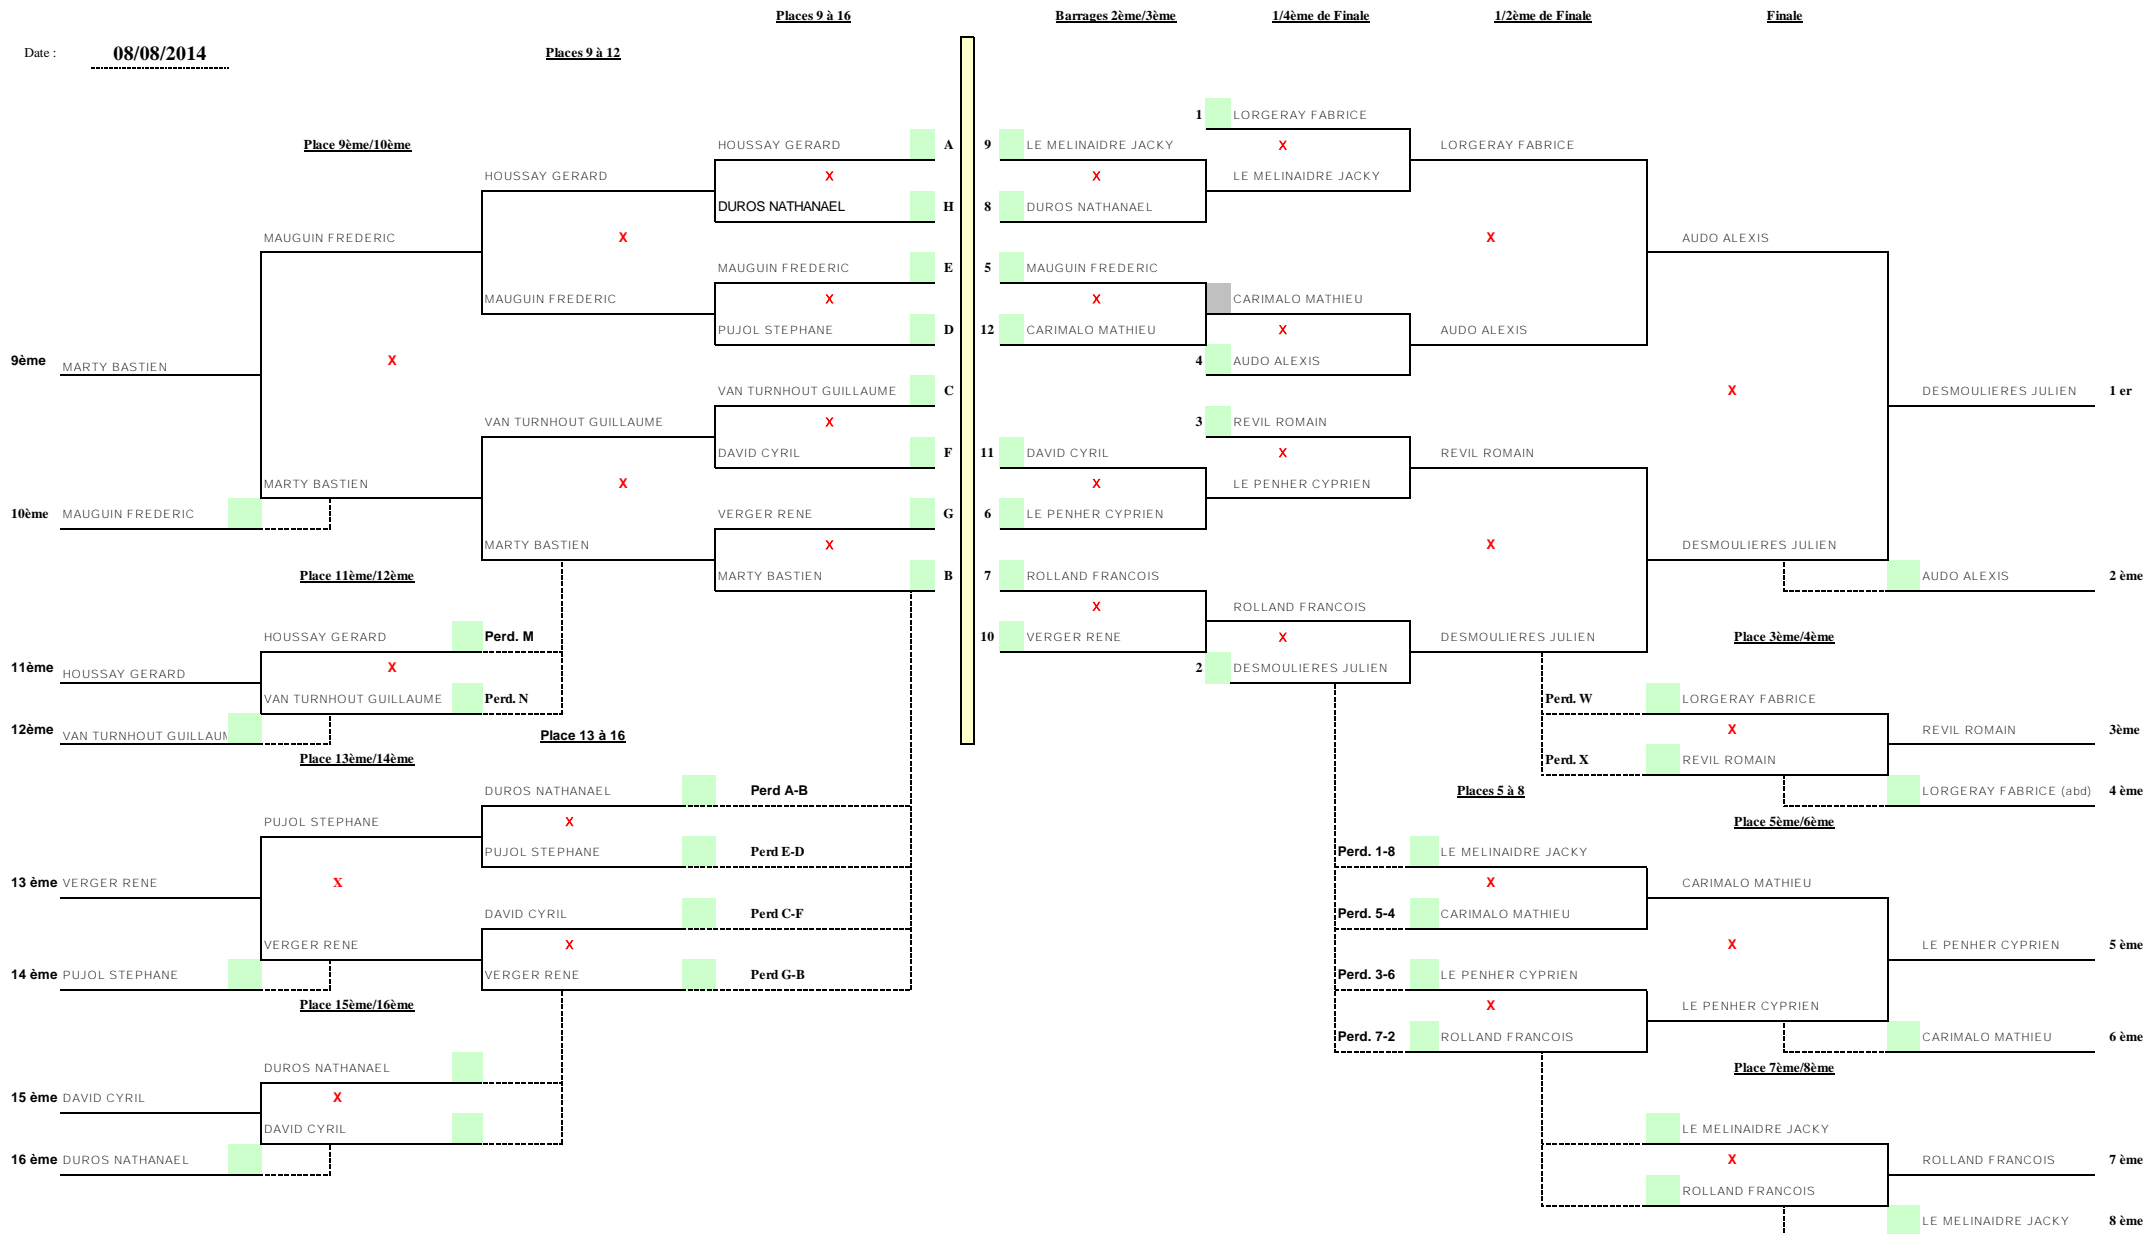 Places 9 à 16
Barrages 2ème/3ème
1/4ème de Finale
1/2ème de Finale
Finale
Date :
08/08/2014
Places 9 à 12
Place 9ème/10ème
HOUSSAY GERARD
A
HOUSSAY GERARD
X
DUROS NATHANAEL
H
MAUGUIN FREDERIC
X
MAUGUIN FREDERIC
E
MAUGUIN FREDERIC
X
PUJOL STEPHANE
D
9ème
MARTY BASTIEN
X
VAN TURNHOUT GUILLAUME
C
VAN TURNHOUT GUILLAUME
X
DAVID CYRIL
F
MARTY BASTIEN
X
10ème
MAUGUIN FREDERIC
VERGER RENE
G
MARTY BASTIEN
X
MARTY BASTIEN
B
Place 11ème/12ème
HOUSSAY GERARD
Perd. M
11ème
HOUSSAY GERARD
X
VAN TURNHOUT GUILLAUME
Perd. N
12ème
VAN TURNHOUT GUILLAUM
Place 13 à 16
Place 13ème/14ème
DUROS NATHANAEL
Perd A-B
PUJOL STEPHANE
X
PUJOL STEPHANE
Perd E-D
13 ème
VERGER RENE
X
DAVID CYRIL
Perd C-F
VERGER RENE
X
14 ème
PUJOL STEPHANE
VERGER RENE
Perd G-B
Place 15ème/16ème
DUROS NATHANAEL
15 ème
DAVID CYRIL
X
DAVID CYRIL
16 ème
DUROS NATHANAEL
1
LORGERAY FABRICE
9
LE MELINAIDRE JACKY
X
LORGERAY FABRICE
X
LE MELINAIDRE JACKY
8
DUROS NATHANAEL
X
AUDO ALEXIS
5
MAUGUIN FREDERIC
X
CARIMALO MATHIEU
12
CARIMALO MATHIEU
X
AUDO ALEXIS
4
AUDO ALEXIS
X
DESMOULIERES JULIEN
1 er
3
REVIL ROMAIN
11
DAVID CYRIL
X
REVIL ROMAIN
X
LE PENHER CYPRIEN
6
LE PENHER CYPRIEN
X
DESMOULIERES JULIEN
7
ROLLAND FRANCOIS
AUDO ALEXIS
2 ème
X
ROLLAND FRANCOIS
10
VERGER RENE
X
DESMOULIERES JULIEN
Place 3ème/4ème
2
DESMOULIERES JULIEN
Perd. W
LORGERAY FABRICE
X
REVIL ROMAIN
3ème
Perd. X
REVIL ROMAIN
Places 5 à 8
LORGERAY FABRICE (abd)
4 ème
Place 5ème/6ème
Perd. 1-8
LE MELINAIDRE JACKY
X
CARIMALO MATHIEU
Perd. 5-4
CARIMALO MATHIEU
X
LE PENHER CYPRIEN
5 ème
Perd. 3-6
LE PENHER CYPRIEN
X
LE PENHER CYPRIEN
Perd. 7-2
ROLLAND FRANCOIS
CARIMALO MATHIEU
6 ème
Place 7ème/8ème
LE MELINAIDRE JACKY
X
ROLLAND FRANCOIS
7 ème
ROLLAND FRANCOIS
LE MELINAIDRE JACKY
8 ème